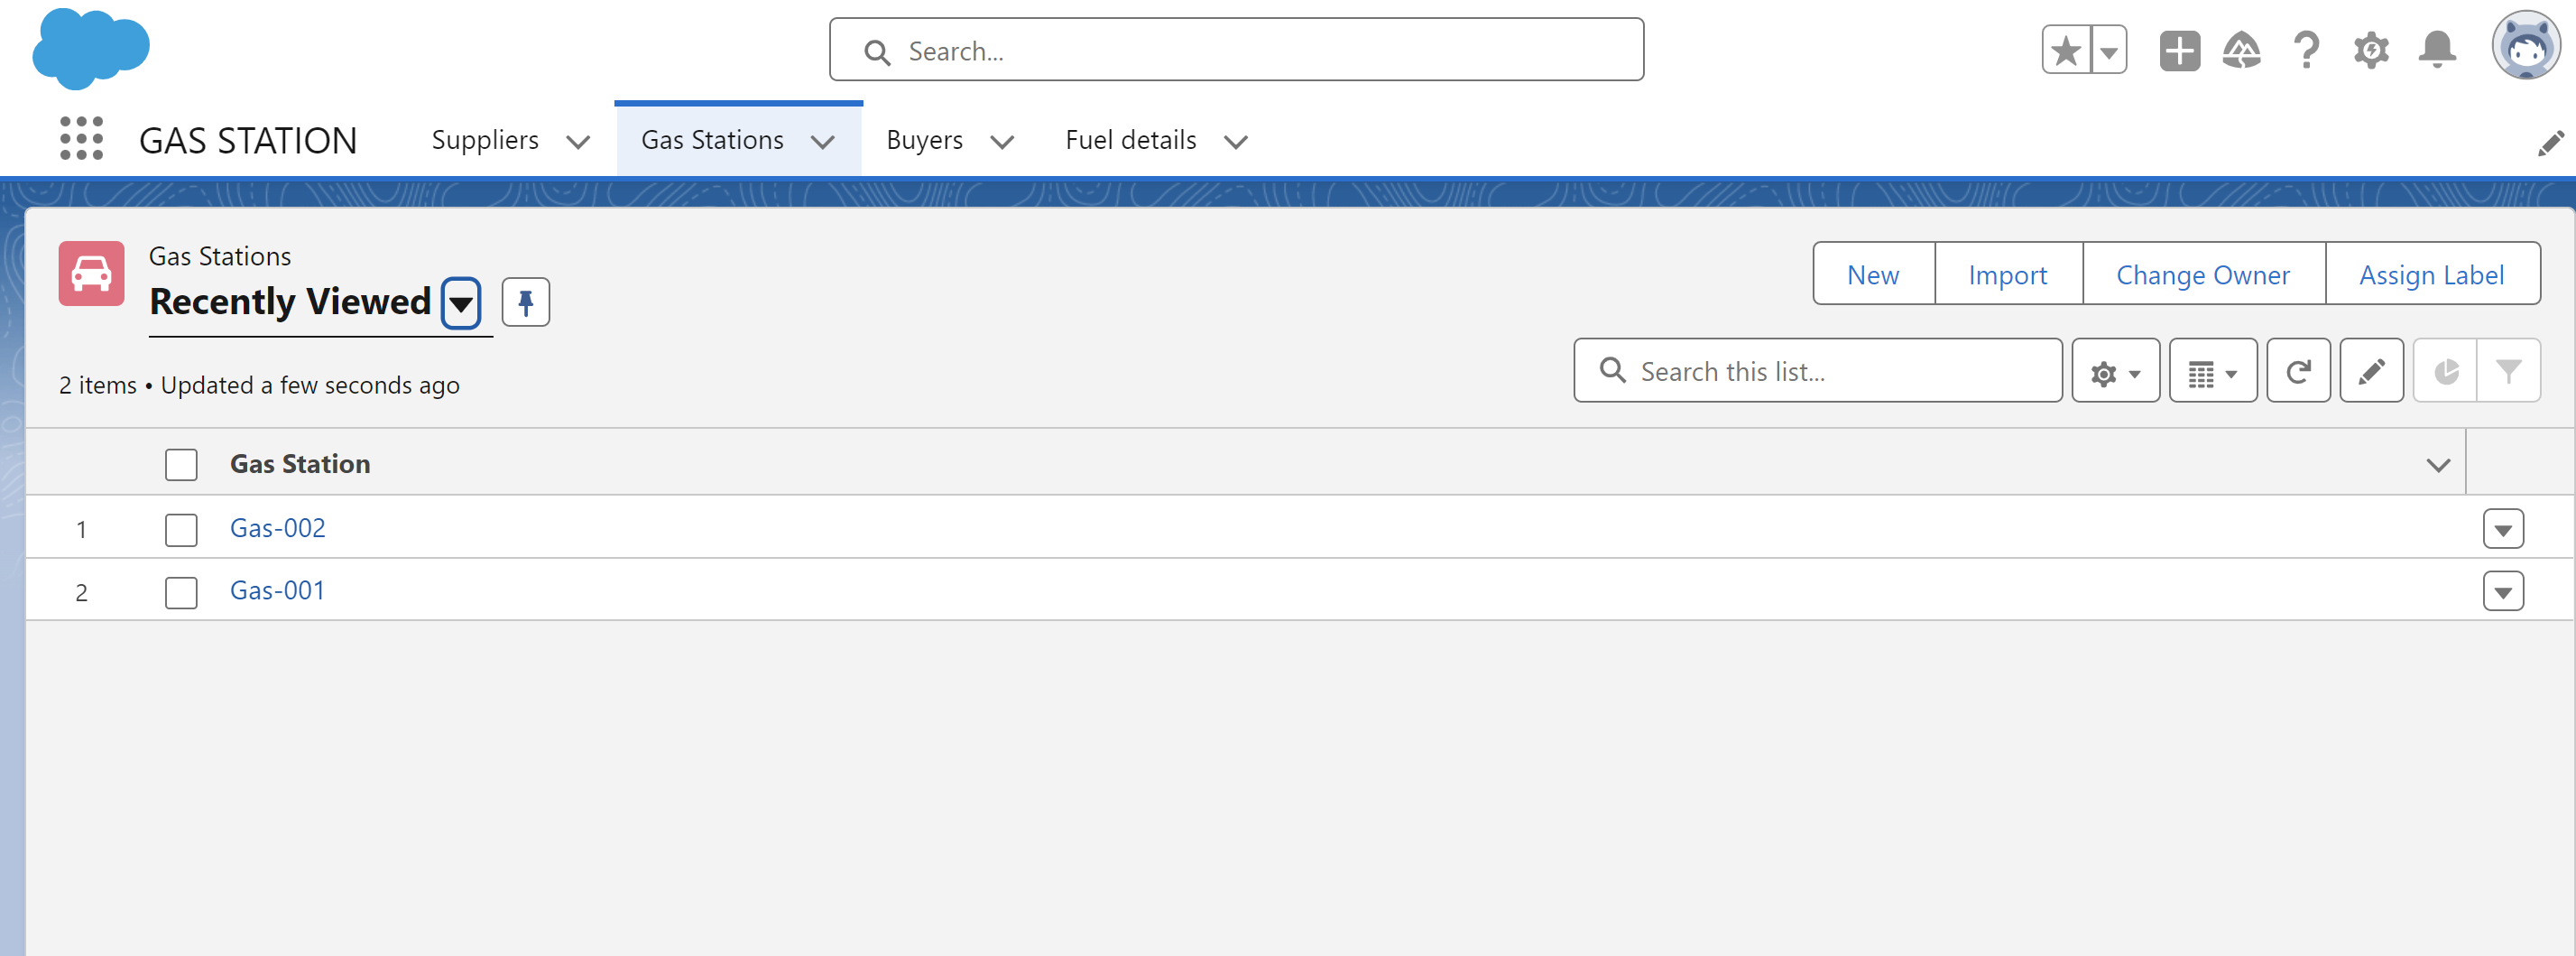 Search...
GAS STATION
Suppliers
Gas Stations
Buyers
Fuel details
Gas Stations
Recently Viewed
New
Import
Change Owner
Assign Label
2 items • Updated a few seconds ago
Search this list...
Gas Station
1
Gas-002
2
Gas-001